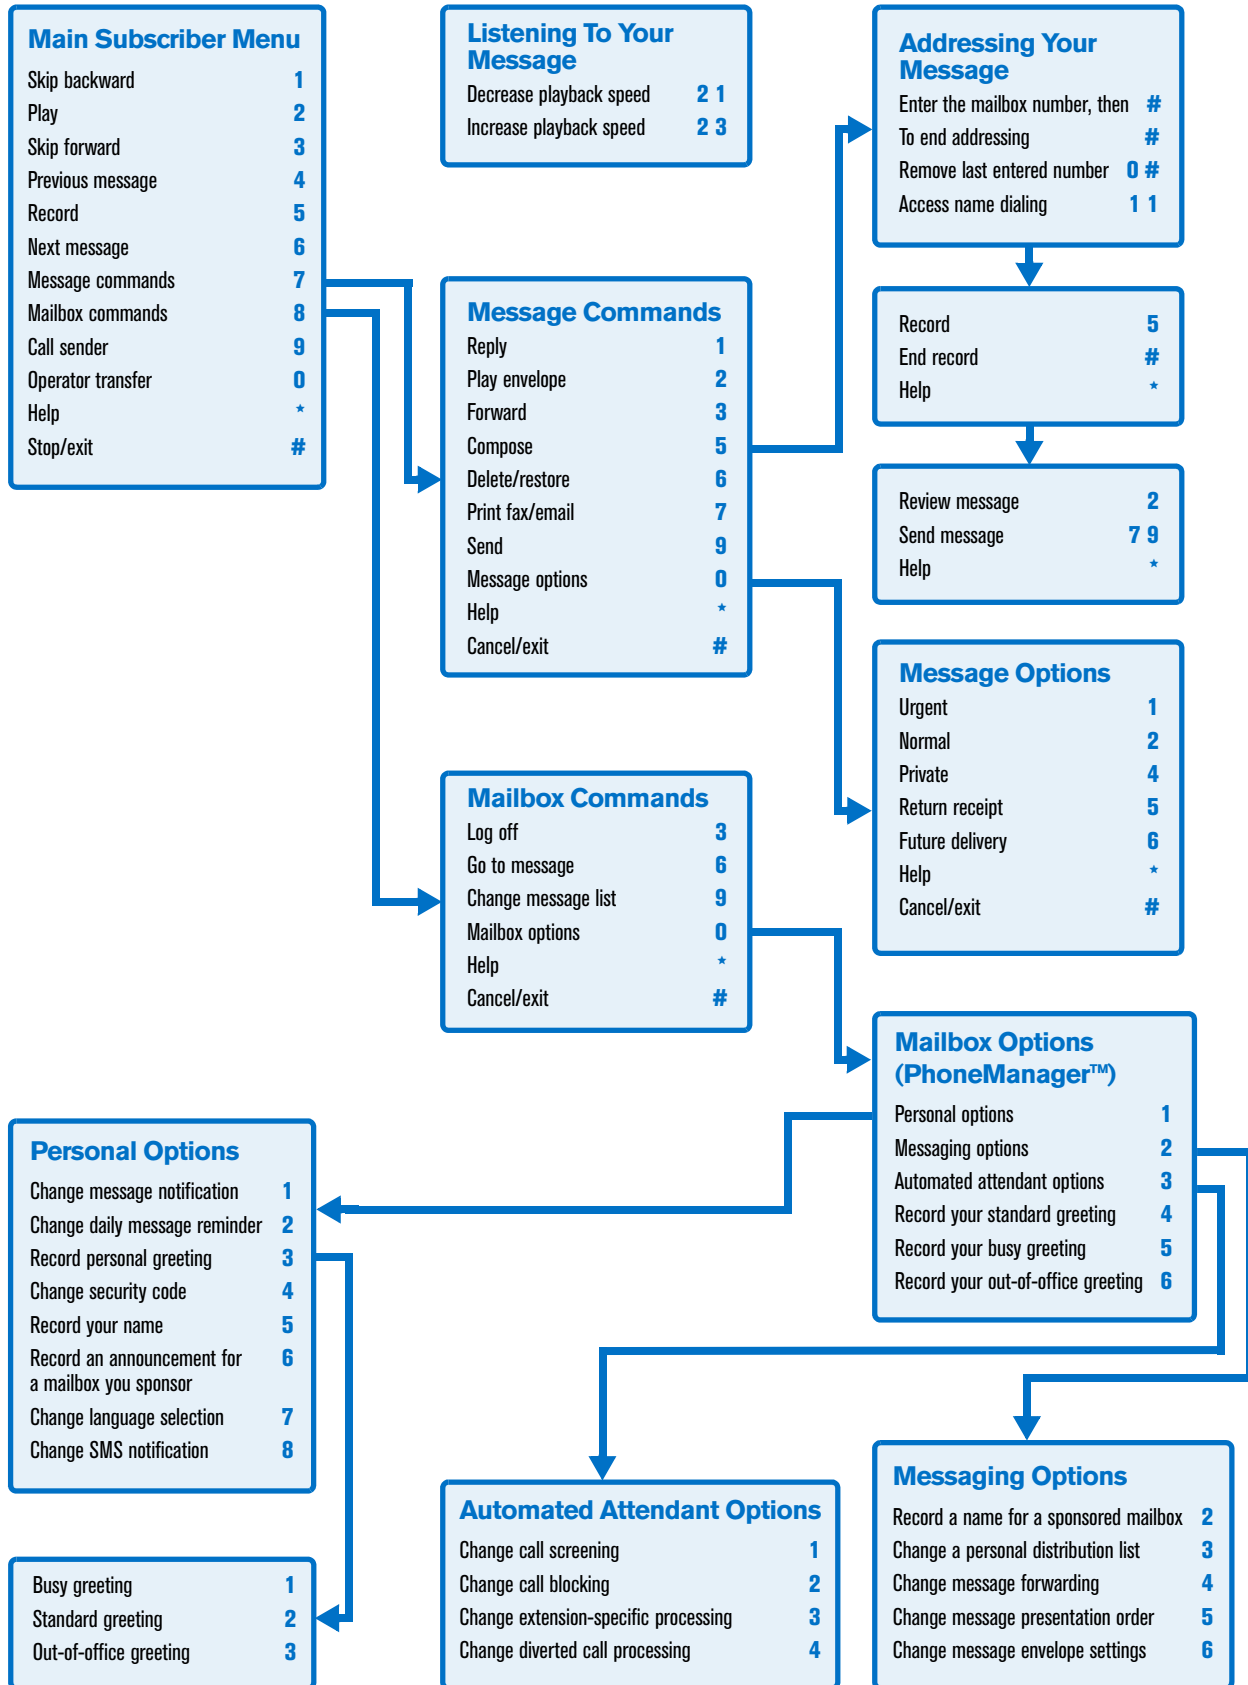 Main Subscriber Menu
Skip backward 1
Play 2
Skip forward 3
Previous message 4
Record 5
Next message 6
Message commands 7
Mailbox commands 8
Call sender 9
Operator transfer 0
Help *
Stop/exit #
Listening To Your
Message
Decrease playback speed 2 1
Increase playback speed 2 3
Addressing Your
Message
Enter the mailbox number, then #
To end addressing #
Remove last entered number 0 #
Access name dialing 1 1
Record 5
End record #
Help *
Review message 2
Send message 7 9
Help *
Message Commands
Reply 1
Play envelope 2
Forward 3
Compose 5
Delete/restore 6
Print fax/email 7
Send 9
Message options 0
Help *
Cancel/exit #
Message Options
Urgent 1
Normal 2
Private 4
Return receipt 5
Future delivery 6
Help *
Cancel/exit #
Mailbox Commands
Log off 3
Go to message 6
Change message list 9
Mailbox options 0
Help *
Cancel/exit #
Mailbox Options
(PhoneManager™)
Personal options 1
Messaging options 2
Automated attendant options 3
Record your standard greeting 4
Record your busy greeting 5
Record your out-of-office greeting 6
Personal Options
Change message notification 1
Change daily message reminder 2
Record personal greeting 3
Change security code 4
Record your name 5
Record an announcement for 6
a mailbox you sponsor
Change language selection 7
Change SMS notification 8
Busy greeting 1
Standard greeting 2
Out-of-office greeting 3
Automated Attendant Options
Change call screening 1
Change call blocking 2
Change extension-specific processing 3
Change diverted call processing 4
Messaging Options
Record a name for a sponsored mailbox 2
Change a personal distribution list 3
Change message forwarding 4
Change message presentation order 5
Change message envelope settings 6